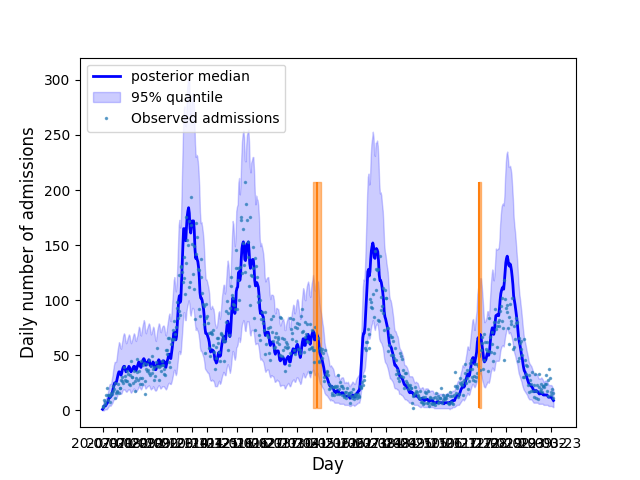 posterior median
95% quantile
Observed admissions
300
250
200
150
100
50
0
Daily number of admissions
Day